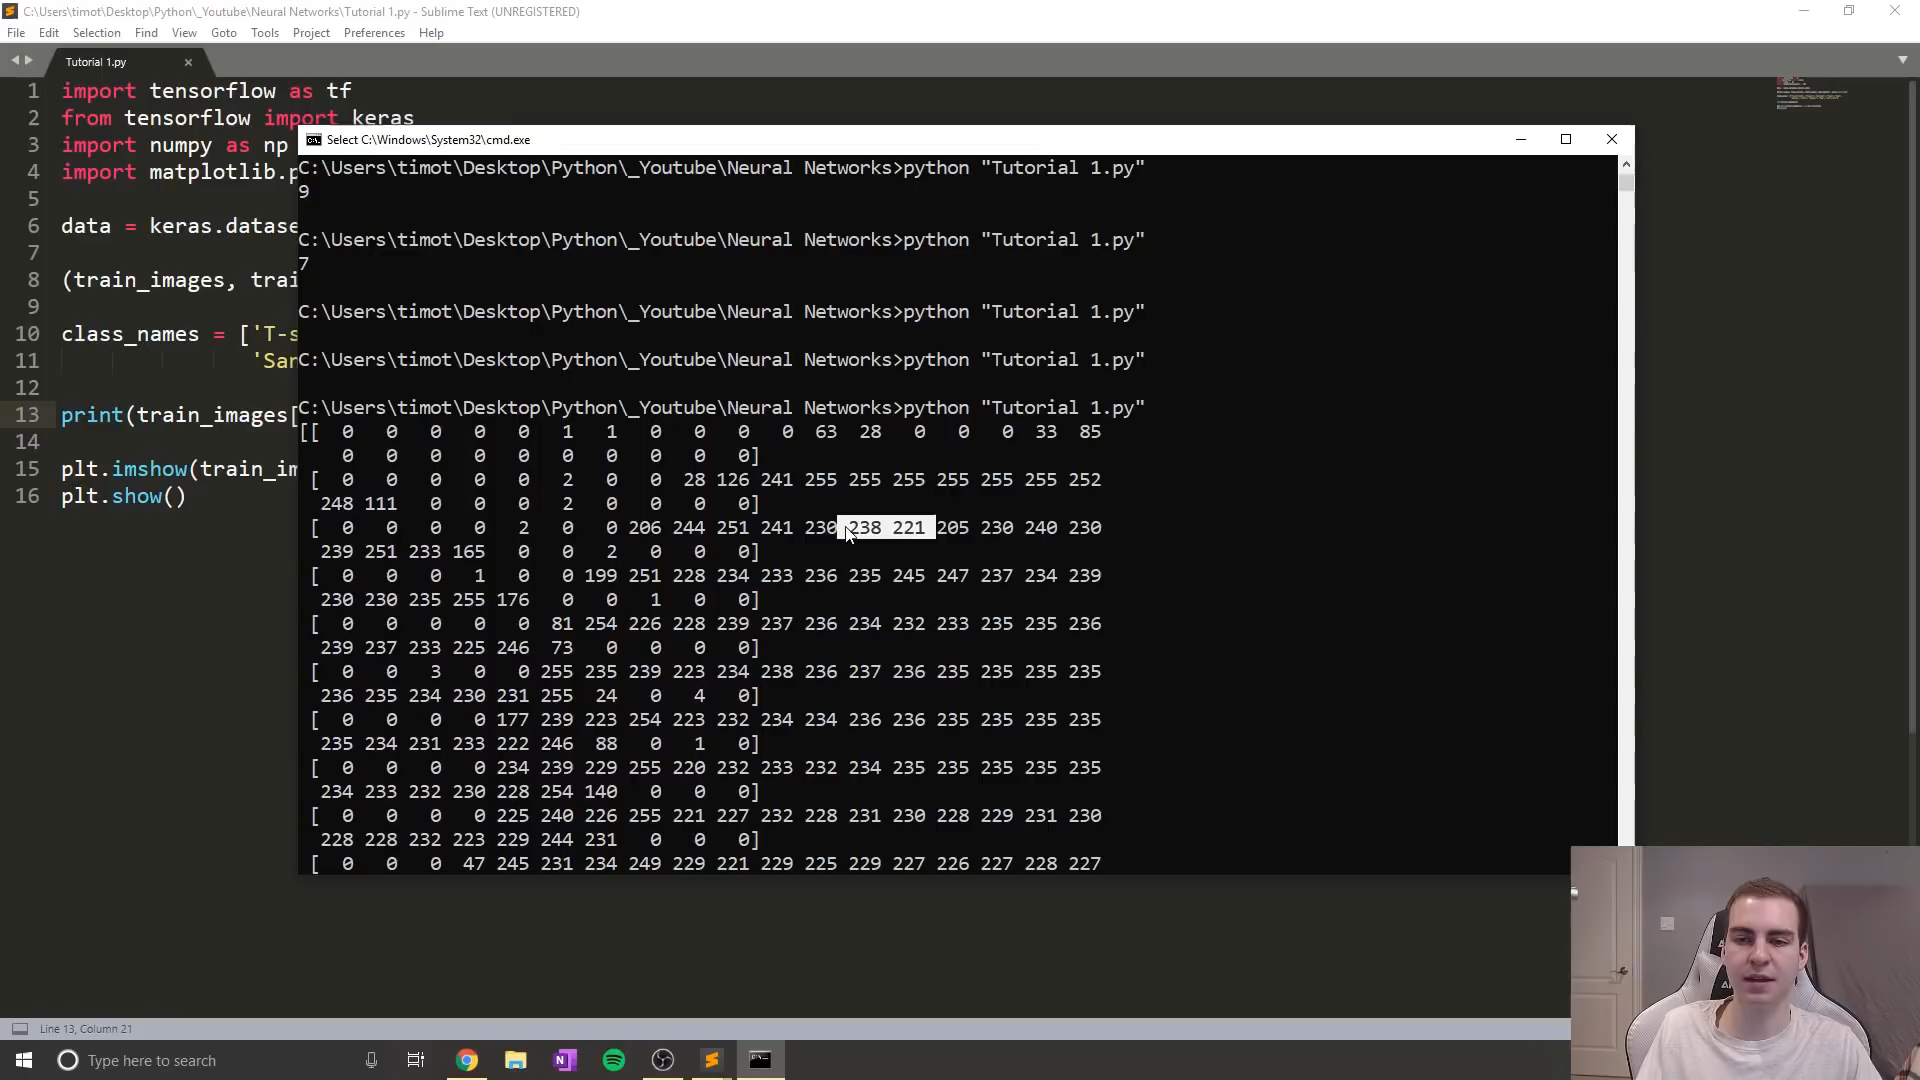 C:\Users\timot\Desktop\Python\_Youtube\Neural Networks\Tutorial 1.py - Sublime Text (UNREGISTERED)
File Edit Selection Find View Goto Tools Project Preferences Help
Tutorial 1.py
1 import tensorflow as tf
2 from tensorflow import keras
3 import numpy as np
4 import matplotlib.p
5
6 data = keras.datase
7
8 (train_images, trai
9
10 class_names = ['T-s
11 'San
12
13 print(train_images[
14
15 plt.imshow(train_im
16 plt.show()
Select C:\Windows\System32\cmd.exe
C:\Users\timot\Desktop\Python\_Youtube\Neural Networks>python "Tutorial 1.py"
9
C:\Users\timot\Desktop\Python\_Youtube\Neural Networks>python "Tutorial 1.py"
7
C:\Users\timot\Desktop\Python\_Youtube\Neural Networks>python "Tutorial 1.py"
C:\Users\timot\Desktop\Python\_Youtube\Neural Networks>python "Tutorial 1.py"
C:\Users\timot\Desktop\Python\_Youtube\Neural Networks>python "Tutorial 1.py"
[[ 0 0 0 0 0 1 1 0 0 0 0 63 28 0 0 0 33 85
0 0 0 0 0 0 0 0 0 0]
[ 0 0 0 0 0 2 0 0 28 126 241 255 255 255 255 255 255 252
248 111 0 0 0 2 0 0 0 0]
[ 0 0 0 0 2 0 0 206 244 251 241 230 238 221 205 230 240 230
239 251 233 165 0 0 2 0 0 0]
[ 0 0 0 1 0 0 199 251 228 234 233 236 235 245 247 237 234 239
230 230 235 255 176 0 0 1 0 0]
[ 0 0 0 0 0 81 254 226 228 239 237 236 234 232 233 235 235 236
239 237 233 225 246 73 0 0 0 0]
[ 0 0 3 0 0 255 235 239 223 234 238 236 237 236 235 235 235 235
236 235 234 230 231 255 24 0 4 0]
[ 0 0 0 0 177 239 223 254 223 232 234 234 236 236 235 235 235 235
235 234 231 233 222 246 88 0 1 0]
[ 0 0 0 0 234 239 229 255 220 232 233 232 234 235 235 235 235 235
234 233 232 230 228 254 140 0 0 0]
[ 0 0 0 0 225 240 226 255 221 227 232 228 231 230 228 229 231 230
228 228 232 223 229 244 231 0 0 0]
[ 0 0 0 47 245 231 234 249 229 221 229 225 229 227 226 227 228 227
Line 13, Column 21
Type here to search